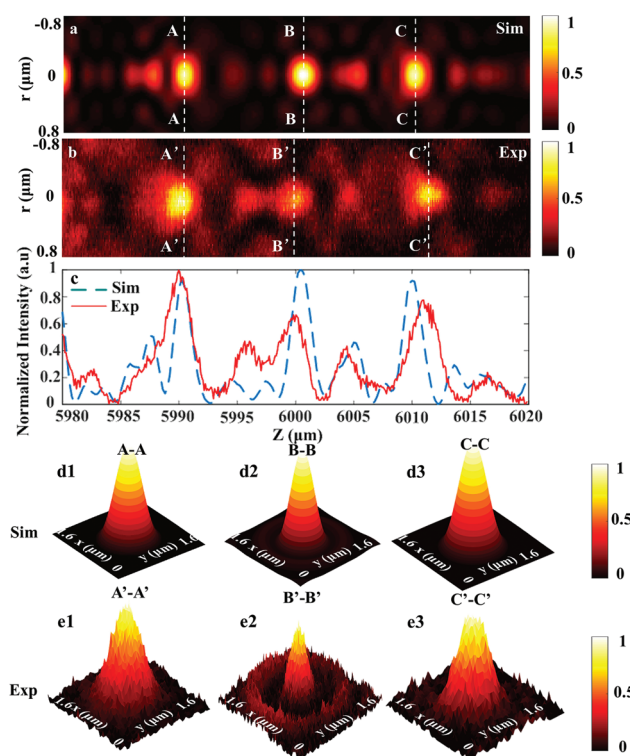 a
A
B
C
Sim
-0.8
0
0.8
r (μm)
A
B
C
1
0.5
0
b
A′
B′
C′
Exp
-0.8
0
0.8
r (μm)
A′
B′
C′
1
0.5
0
c
Sim
Exp
Normalized Intensity (a.u)
1
0.8
0.6
0.4
0.2
0
5980 5985 5990 5995 6000 6005 6010 6015 6020
Z (μm)
d1
A-A
d2
B-B
d3
C-C
Sim
1.6 x (μm) 0 y (μm) 1.6
1.6 x (μm) 0 y (μm) 1.6
1.6 x (μm) 0 y (μm) 1.6
1
0.5
0
e1
A’-A’
e2
B’-B’
e3
C’-C’
Exp
1.6 x (μm) 0 y (μm) 1.6
1.6 x (μm) 0 y (μm) 1.6
1.6 x (μm) 0 y (μm) 1.6
1
0.5
0